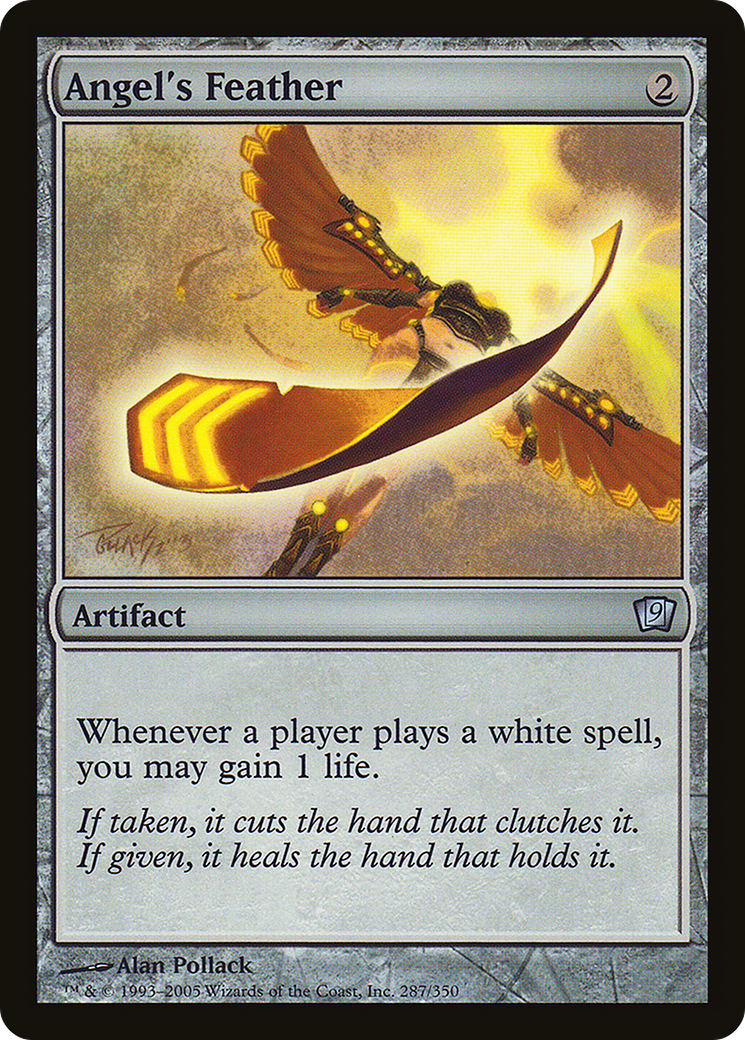 Angel's Feather
2
Artifact
9
Whenever a player plays a white spell,
you may gain 1 life.
If taken, it cuts the hand that clutches it.
If given, it heals the hand that holds it.
Alan Pollack
™ & © 1993–2005 Wizards of the Coast, Inc. 287/350